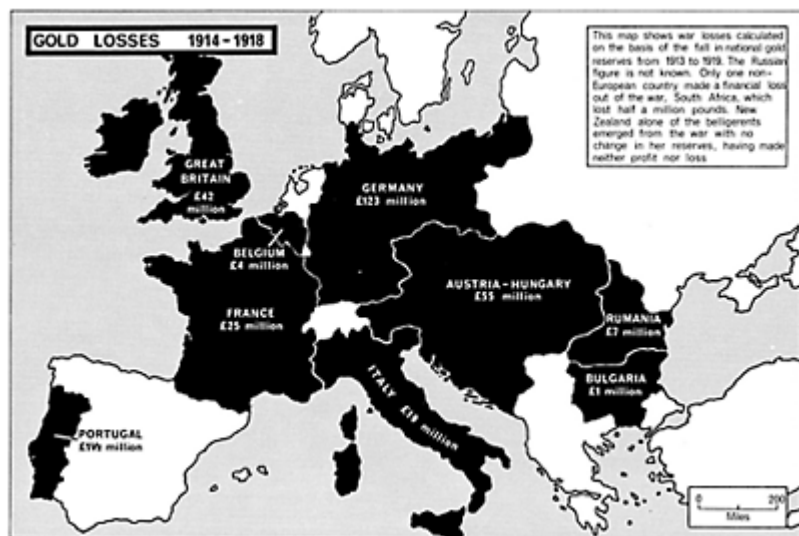 GOLD LOSSES 1914-1918
This map shows war losses calculated
on the basis of the fall in national gold
reserves from 1913 to 1919. The Russian
figure is not known. Only one non-
European country made a financial loss
out of the war, South Africa, which
lost half a million pounds. New
Zealand alone of the belligerents
emerged from the war with no
change in her reserves, having made
neither profit nor loss
GREAT
BRITAIN
£42
million
GERMANY
£123 million
BELGIUM
£4 million
AUSTRIA-HUNGARY
£55 million
FRANCE
£25 million
RUMANIA
£7 million
BULGARIA
£1 million
ITALY £18 million
PORTUGAL
£1½ million
0 200
Miles